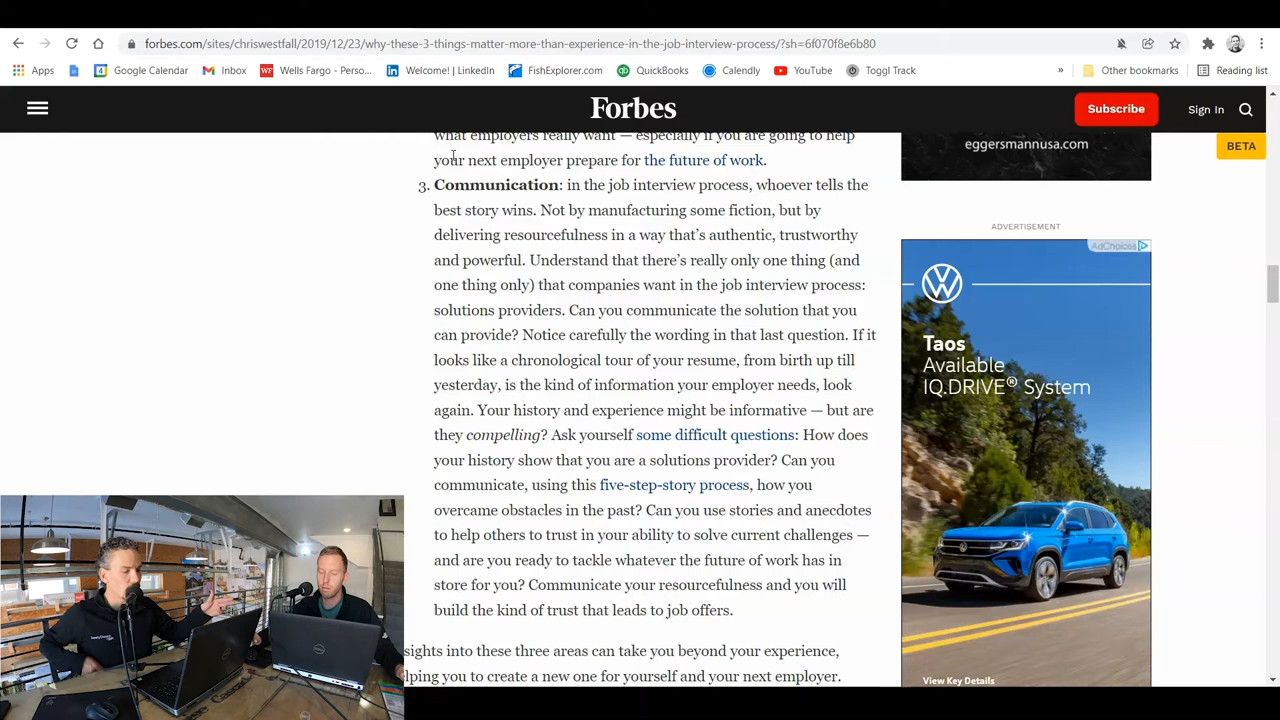 forbes.com/sites/chriswestfall/2019/12/23/why-these-3-things-matter-more-than-experience-in-the-job-interview-process/?sh=6f070f8e6b80
Apps
Google Calendar
Inbox
Wells Fargo - Perso...
Welcome! | LinkedIn
FishExplorer.com
QuickBooks
Calendly
YouTube
Toggl Track
»
Other bookmarks
Reading list
Forbes
Subscribe
Sign In
BETA
what employers really want — especially if you are going to help
your next employer prepare for the future of work.
3. Communication: in the job interview process, whoever tells the
best story wins. Not by manufacturing some fiction, but by
delivering resourcefulness in a way that's authentic, trustworthy
and powerful. Understand that there's really only one thing (and
one thing only) that companies want in the job interview process:
solutions providers. Can you communicate the solution that you
can provide? Notice carefully the wording in that last question. If it
looks like a chronological tour of your resume, from birth up till
yesterday, is the kind of information your employer needs, look
again. Your history and experience might be informative — but are
they compelling? Ask yourself some difficult questions: How does
your history show that you are a solutions provider? Can you
communicate, using this five-step-story process, how you
overcame obstacles in the past? Can you use stories and anecdotes
to help others to trust in your ability to solve current challenges —
and are you ready to tackle whatever the future of work has in
store for you? Communicate your resourcefulness and you will
build the kind of trust that leads to job offers.
sights into these three areas can take you beyond your experience,
lping you to create a new one for yourself and your next employer.
eggersmannusa.com
ADVERTISEMENT
AdChoices
Taos
Available
IQ.DRIVE® System
View Key Details